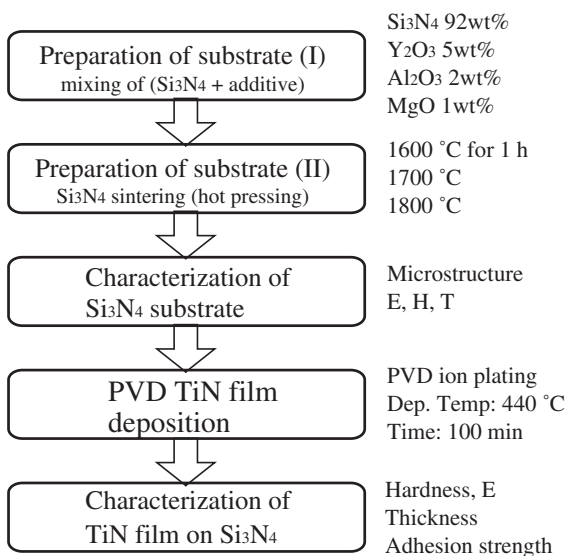 Preparation of substrate (I)
mixing of (Si3N4 + additive)
Si3N4 92wt%
Y2O3 5wt%
Al2O3 2wt%
MgO 1wt%
Preparation of substrate (II)
Si3N4 sintering (hot pressing)
1600 ˚C for 1 h
1700 ˚C
1800 ˚C
Characterization of
Si3N4 substrate
Microstructure
E, H, T
PVD TiN film
deposition
PVD ion plating
Dep. Temp: 440 ˚C
Time: 100 min
Characterization of
TiN film on Si3N4
Hardness, E
Thickness
Adhesion strength